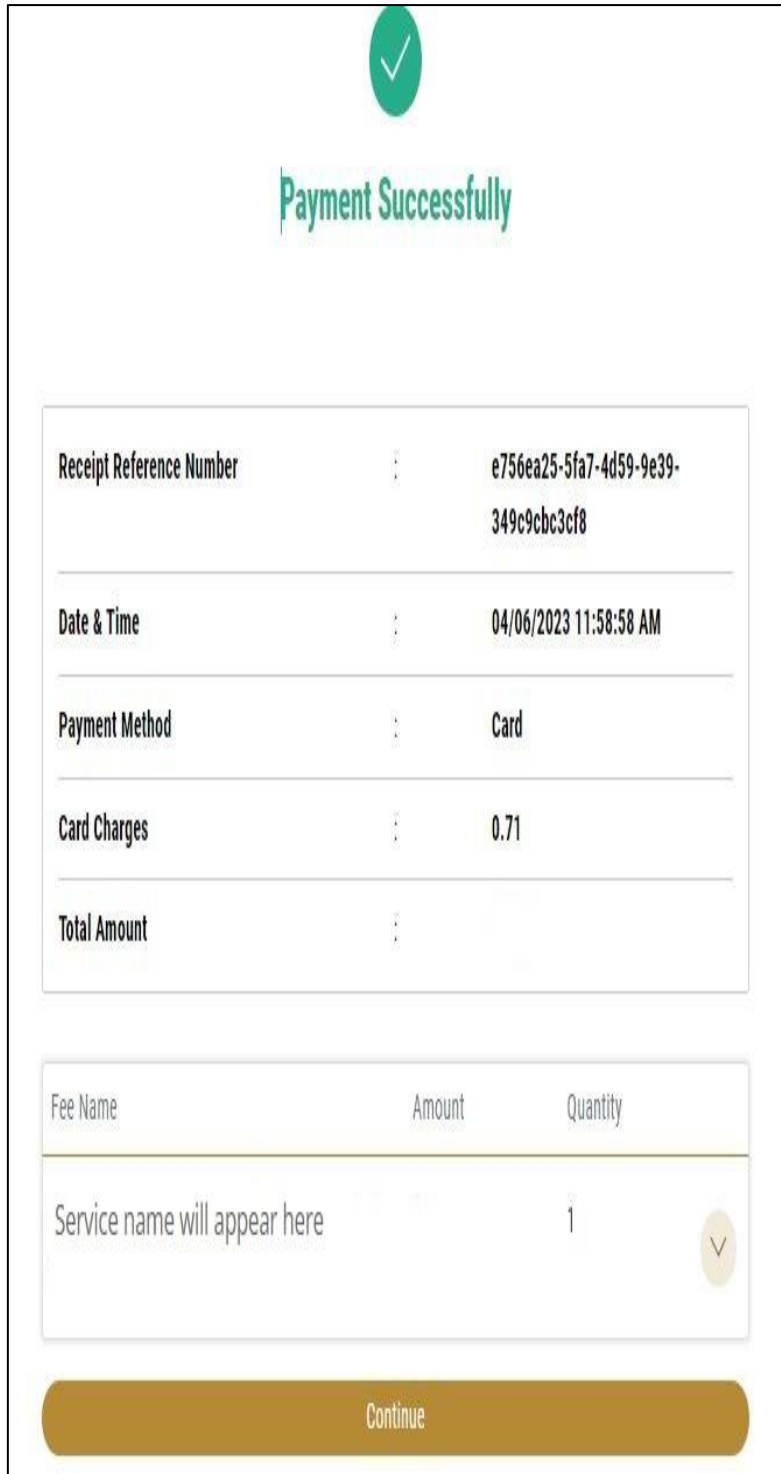 Payment Successfully
Receipt Reference Number : e756ea25-5fa7-4d59-9e39-
349c9cbc3cf8
Date & Time : 04/06/2023 11:58:58 AM
Payment Method : Card
Card Charges : 0.71
Total Amount :
Fee Name Amount Quantity
Service name will appear here 1
Continue